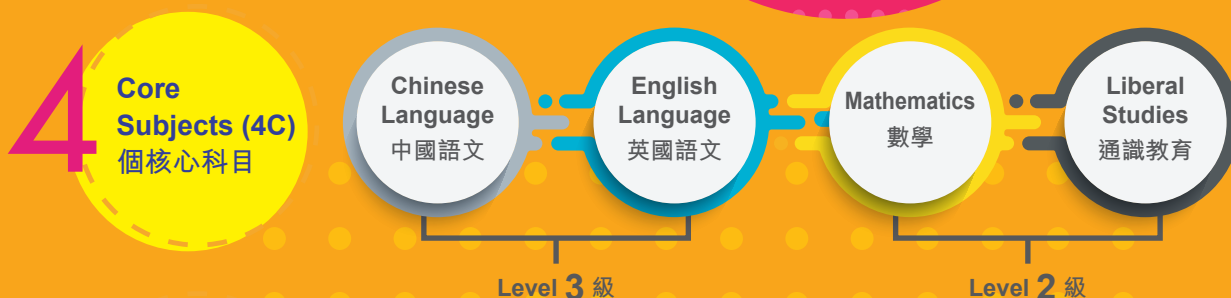 4
Core
Subjects (4C)
個核心科目
Chinese
Language
中國語文
English
Language
英國語文
Mathematics
數學
Liberal
Studies
通識教育
Level 3 級
Level 2 級